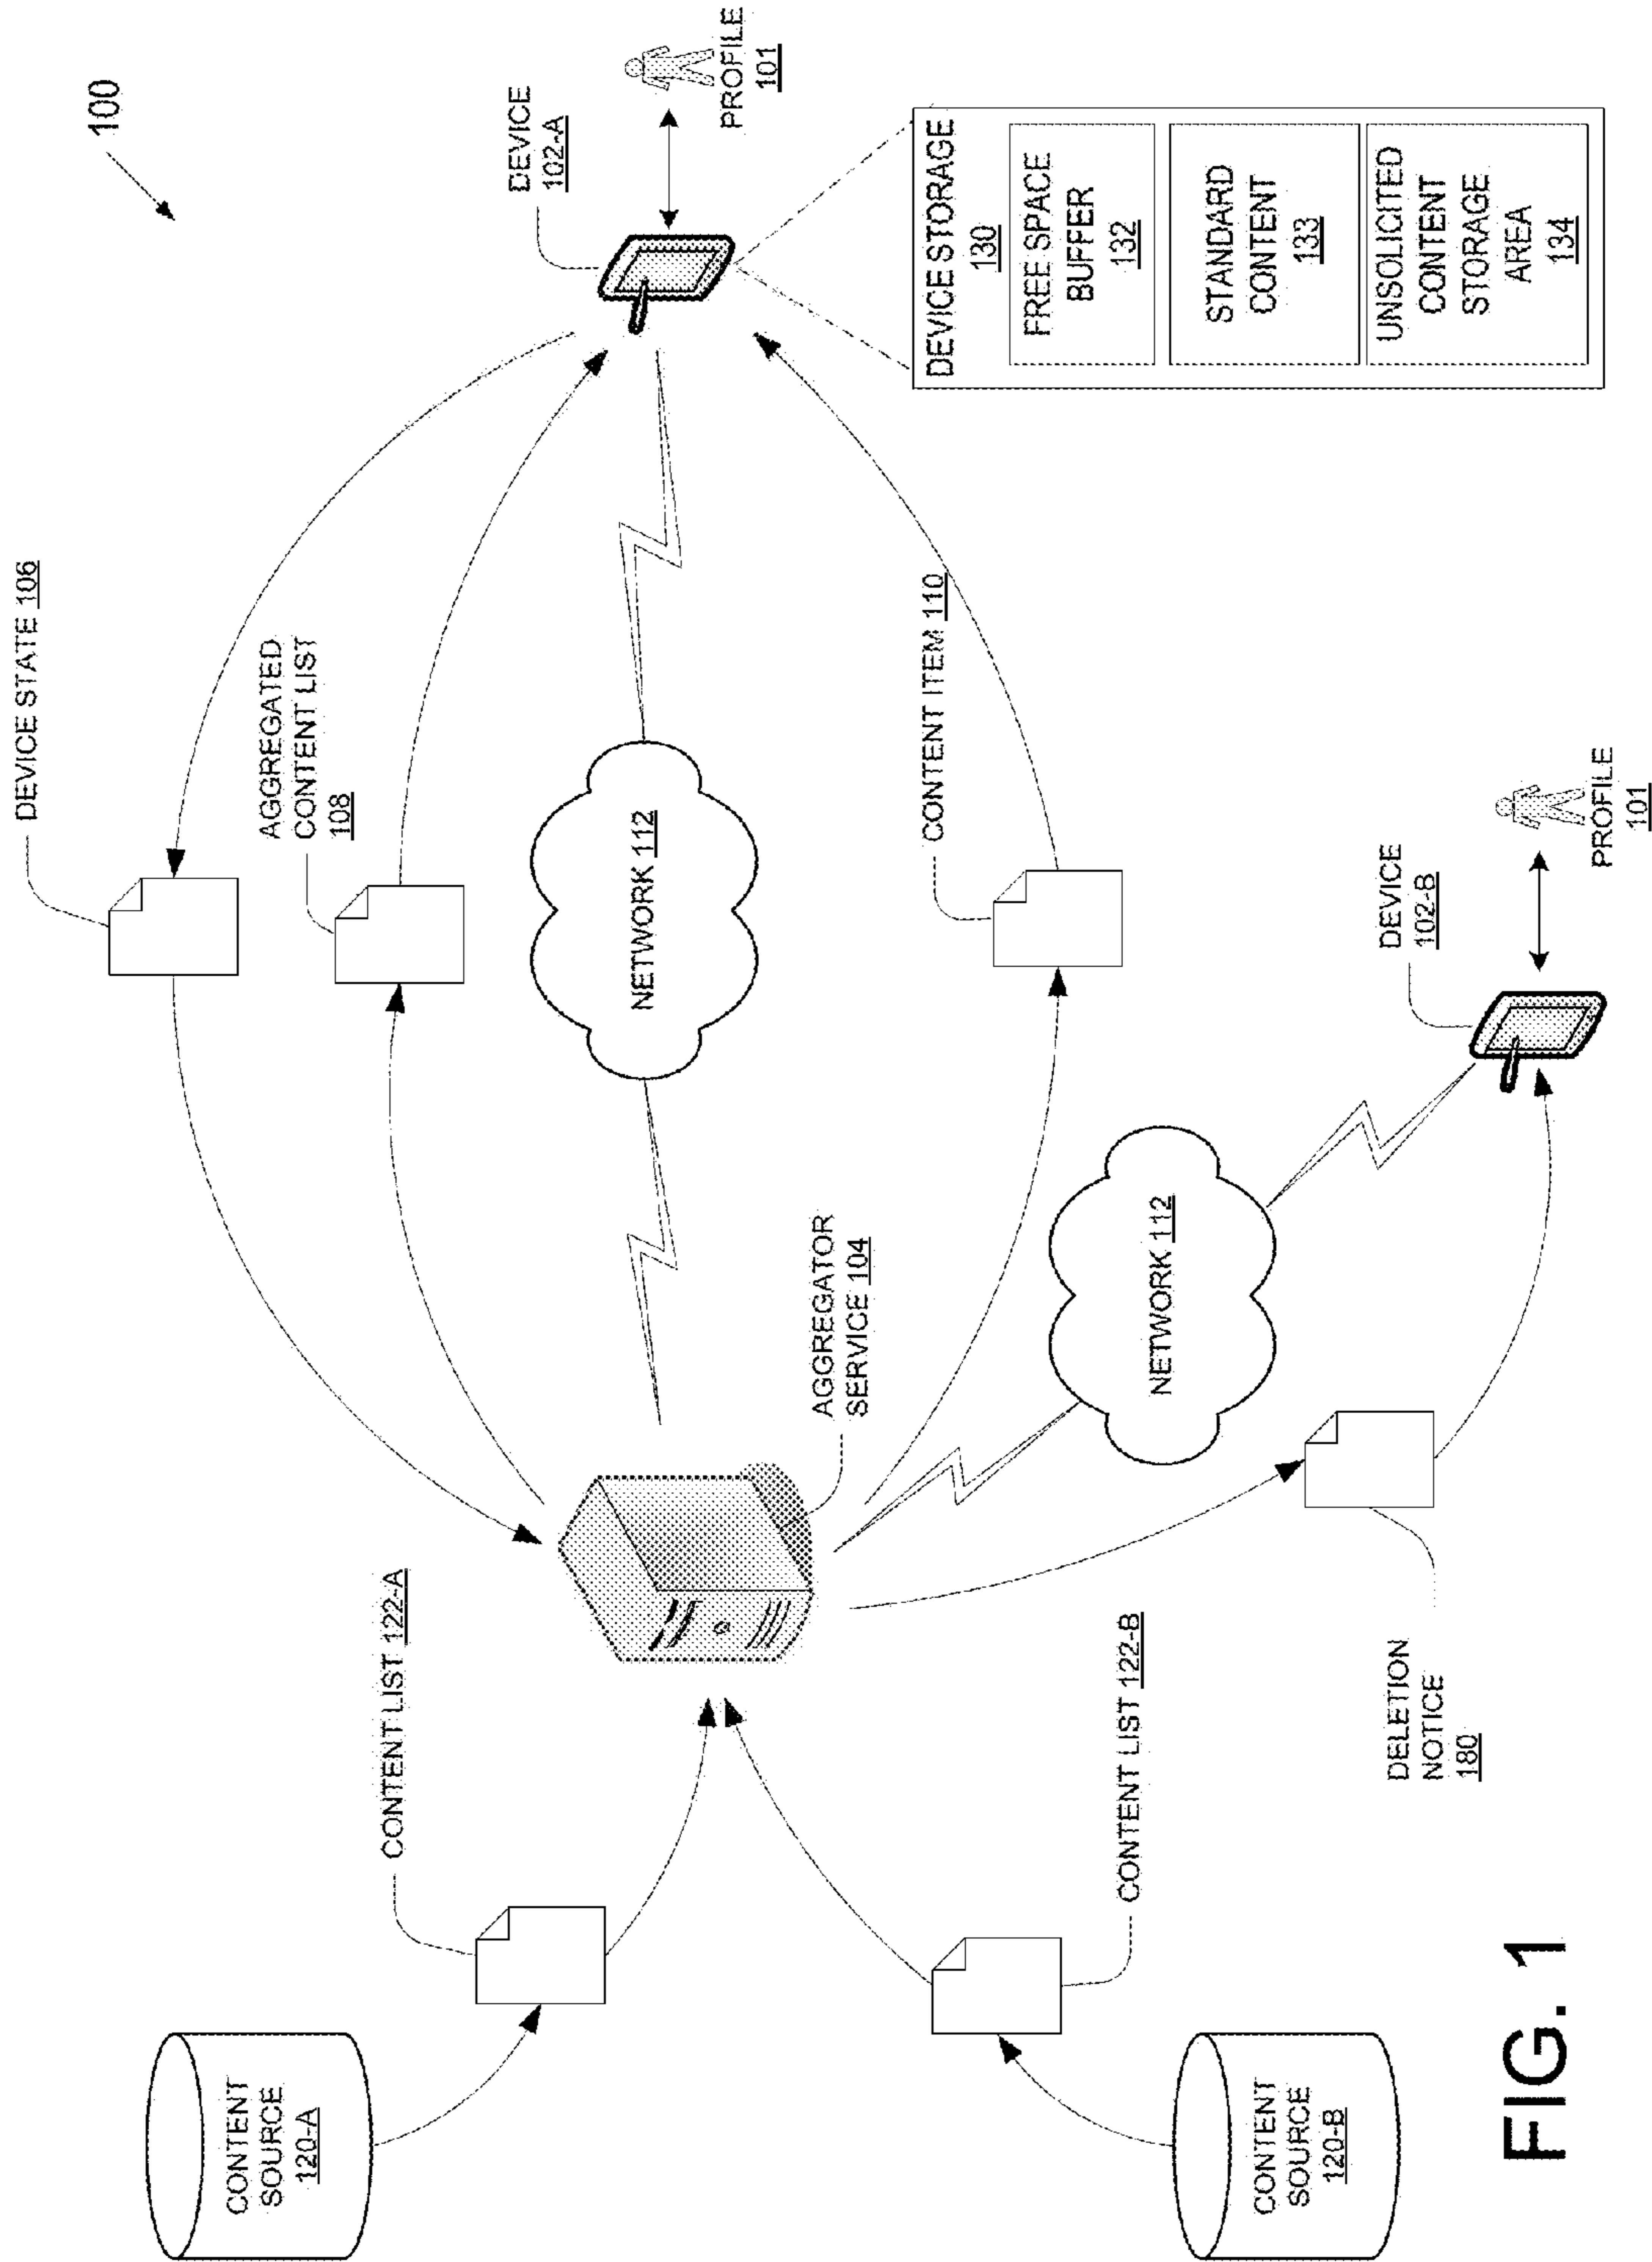 100
DEVICE STATE 106
AGGREGATED
CONTENT LIST
108
DEVICE
102-A
PROFILE
101
CONTENT LIST 122-A
CONTENT
SOURCE
120-A
NETWORK 112
AGGREGATOR
SERVICE 104
CONTENT ITEM 110
DEVICE STORAGE
130
FREE SPACE
BUFFER
132
STANDARD
CONTENT
133
UNSOLICITED
CONTENT
STORAGE
AREA
134
CONTENT LIST 122-B
CONTENT
SOURCE
120-B
NETWORK 112
DELETION
NOTICE
180
DEVICE
102-B
PROFILE
101
FIG. 1